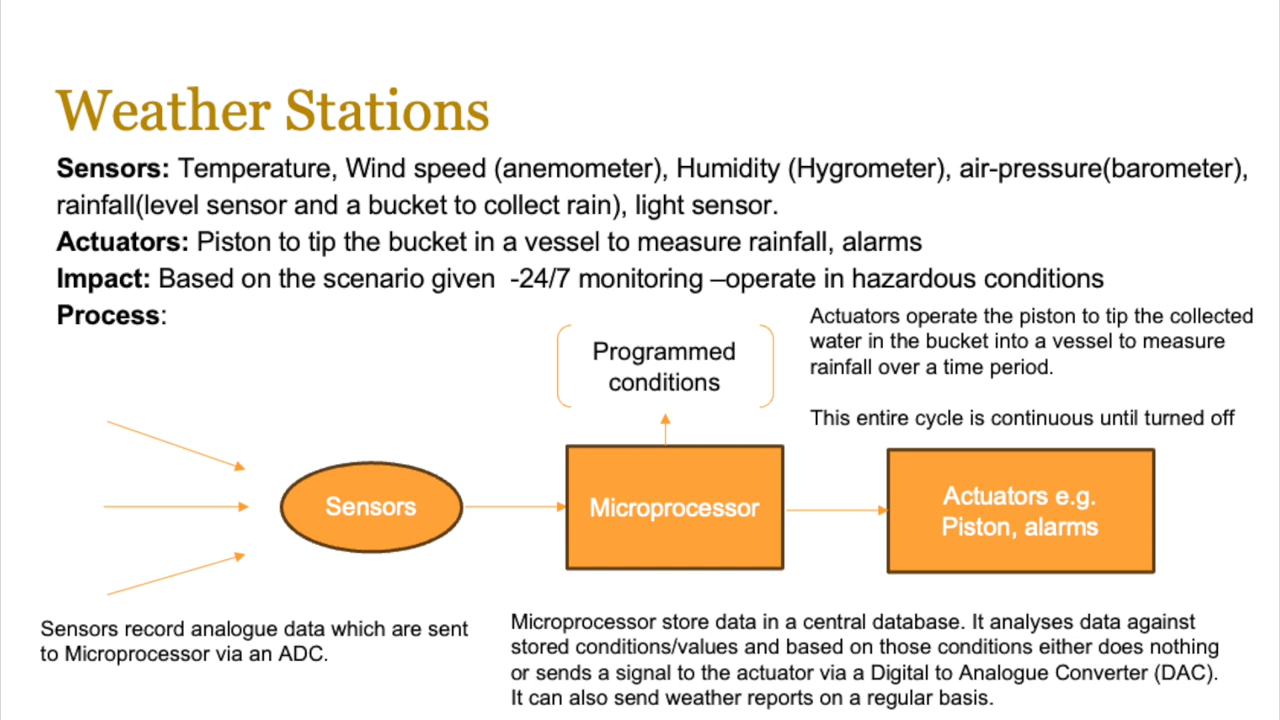 Weather Stations
Sensors: Temperature, Wind speed (anemometer), Humidity (Hygrometer), air-pressure(barometer),
rainfall(level sensor and a bucket to collect rain), light sensor.
Actuators: Piston to tip the bucket in a vessel to measure rainfall, alarms
Impact: Based on the scenario given  -24/7 monitoring –operate in hazardous conditions
Process:
Actuators operate the piston to tip the collected
water in the bucket into a vessel to measure
rainfall over a time period.
This entire cycle is continuous until turned off
Programmed
conditions
Sensors
Microprocessor
Actuators e.g.
Piston, alarms
Sensors record analogue data which are sent
to Microprocessor via an ADC.
Microprocessor store data in a central database. It analyses data against
stored conditions/values and based on those conditions either does nothing
or sends a signal to the actuator via a Digital to Analogue Converter (DAC).
It can also send weather reports on a regular basis.